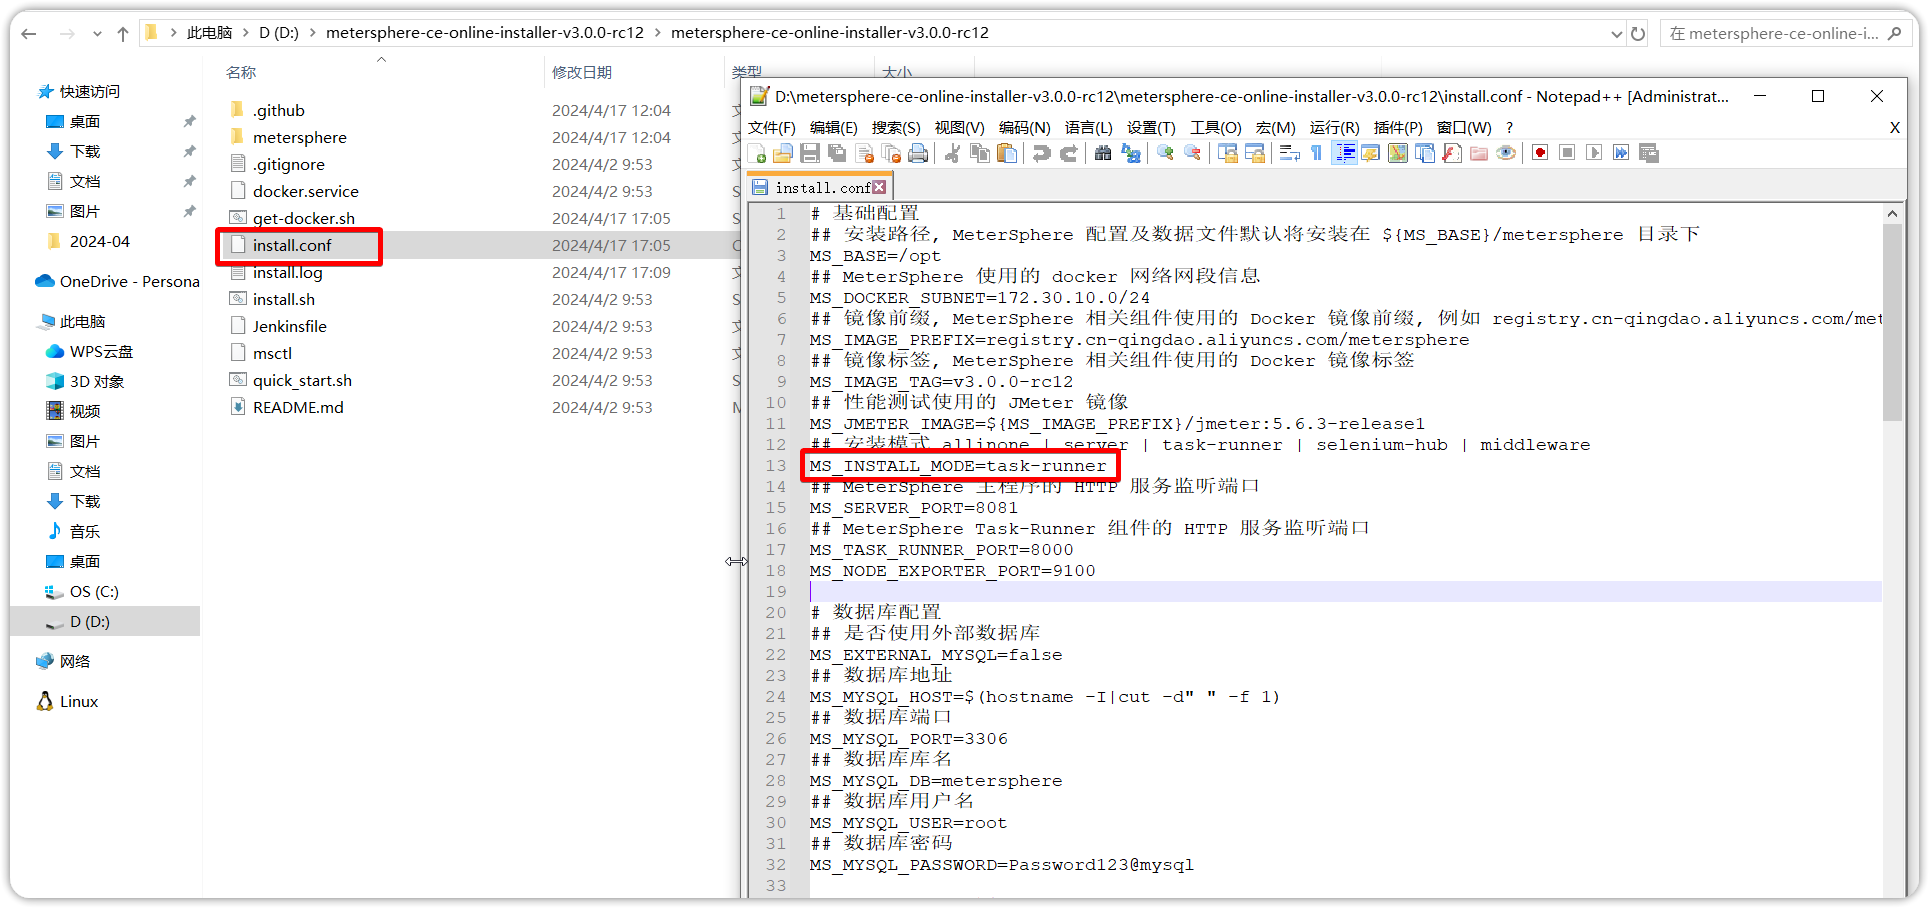 此电脑 > D (D:) > metersphere-ce-online-installer-v3.0.0-rc12 > metersphere-ce-online-installer-v3.0.0-rc12
在 metersphere-ce-online-i...
名称 修改日期 类型 大小
快速访问
桌面
下载
文档
图片
2024-04
OneDrive - Persona
此电脑
WPS云盘
3D 对象
视频
图片
文档
下载
音乐
桌面
OS (C:)
D (D:)
网络
Linux
.github 2024/4/17 12:04
metersphere 2024/4/17 12:04
.gitignore 2024/4/2 9:53
docker.service 2024/4/2 9:53
get-docker.sh 2024/4/17 17:05
install.conf 2024/4/17 17:05
install.log 2024/4/17 17:09
install.sh 2024/4/2 9:53
Jenkinsfile 2024/4/2 9:53
msctl 2024/4/2 9:53
quick_start.sh 2024/4/2 9:53
README.md 2024/4/2 9:53
D:\metersphere-ce-online-installer-v3.0.0-rc12\metersphere-ce-online-installer-v3.0.0-rc12\install.conf - Notepad++ [Administrat...
文件(F) 编辑(E) 搜索(S) 视图(V) 编码(N) 语言(L) 设置(T) 工具(O) 宏(M) 运行(R) 插件(P) 窗口(W) ? X
install.conf
1 # 基础配置
2 ## 安装路径, MeterSphere 配置及数据文件默认将安装在 ${MS_BASE}/metersphere 目录下
3 MS_BASE=/opt
4 ## MeterSphere 使用的 docker 网络网段信息
5 MS_DOCKER_SUBNET=172.30.10.0/24
6 ## 镜像前缀, MeterSphere 相关组件使用的 Docker 镜像前缀, 例如 registry.cn-qingdao.aliyuncs.com/met
7 MS_IMAGE_PREFIX=registry.cn-qingdao.aliyuncs.com/metersphere
8 ## 镜像标签, MeterSphere 相关组件使用的 Docker 镜像标签
9 MS_IMAGE_TAG=v3.0.0-rc12
10 ## 性能测试使用的 JMeter 镜像
11 MS_JMETER_IMAGE=${MS_IMAGE_PREFIX}/jmeter:5.6.3-release1
12 ## 安装模式 allinone | server | task-runner | selenium-hub | middleware
13 MS_INSTALL_MODE=task-runner
14 ## MeterSphere 主程序的 HTTP 服务监听端口
15 MS_SERVER_PORT=8081
16 ## MeterSphere Task-Runner 组件的 HTTP 服务监听端口
17 MS_TASK_RUNNER_PORT=8000
18 MS_NODE_EXPORTER_PORT=9100
19
20 # 数据库配置
21 ## 是否使用外部数据库
22 MS_EXTERNAL_MYSQL=false
23 ## 数据库地址
24 MS_MYSQL_HOST=$(hostname -I|cut -d" " -f 1)
25 ## 数据库端口
26 MS_MYSQL_PORT=3306
27 ## 数据库库名
28 MS_MYSQL_DB=metersphere
29 ## 数据库用户名
30 MS_MYSQL_USER=root
31 ## 数据库密码
32 MS_MYSQL_PASSWORD=Password123@mysql
33